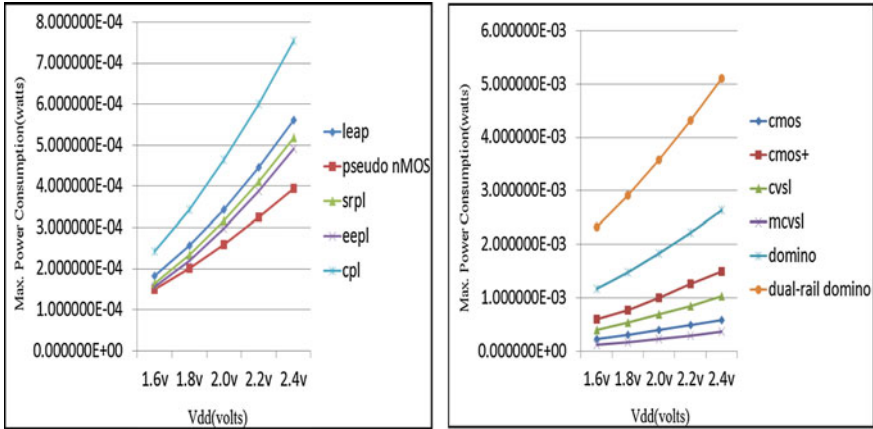 8.000000E-04
7.000000E-04
6.000000E-04
5.000000E-04
4.000000E-04
3.000000E-04
2.000000E-04
1.000000E-04
0.000000E+00
Max. Power Consumption(watts)
1.6v 1.8v 2.0v 2.2v 2.4v
Vdd(volts)
leap
pseudo nMOS
srpl
eepl
cpl
6.000000E-03
5.000000E-03
4.000000E-03
3.000000E-03
2.000000E-03
1.000000E-03
0.000000E+00
Max. Power Consumption(watts)
1.6v 1.8v 2.0v 2.2v 2.4v
Vdd(volts)
cmos
cmos+
cvsl
mcvsl
domino
dual-rail domino